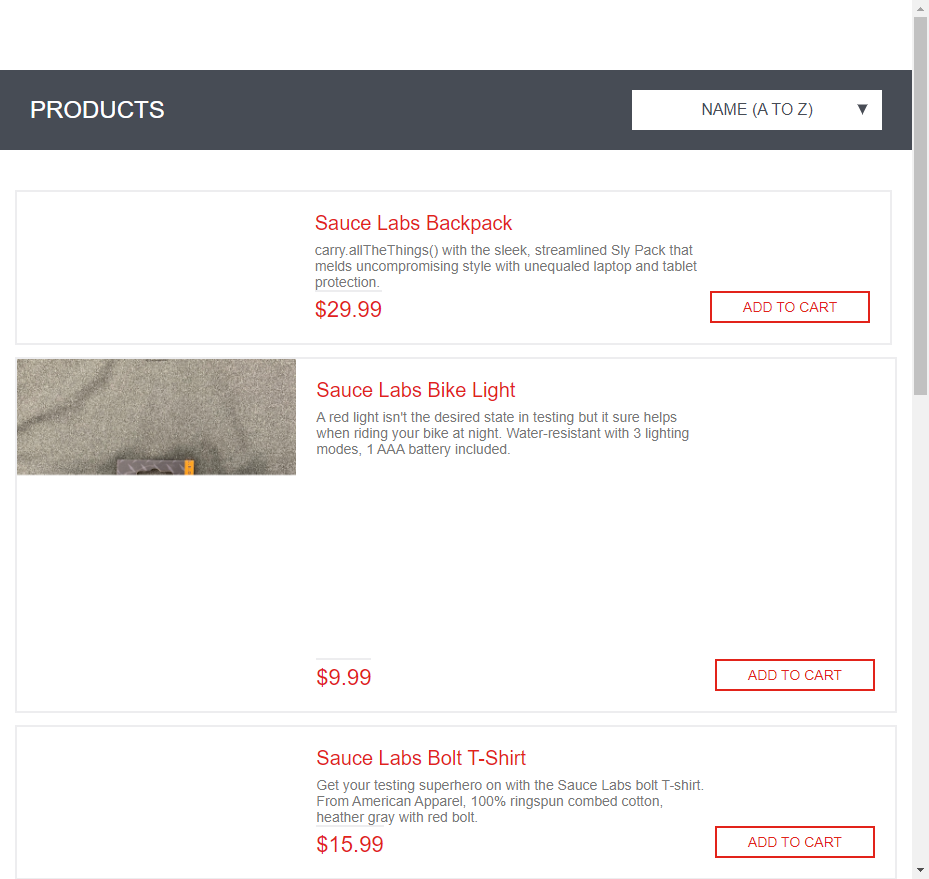 PRODUCTS
NAME (A TO Z)
Sauce Labs Backpack
carry.allTheThings() with the sleek, streamlined Sly Pack that
melds uncompromising style with unequaled laptop and tablet
protection.
$29.99
ADD TO CART
Sauce Labs Bike Light
A red light isn't the desired state in testing but it sure helps
when riding your bike at night. Water-resistant with 3 lighting
modes, 1 AAA battery included.
$9.99
ADD TO CART
Sauce Labs Bolt T-Shirt
Get your testing superhero on with the Sauce Labs bolt T-shirt.
From American Apparel, 100% ringspun combed cotton,
heather gray with red bolt.
$15.99
ADD TO CART